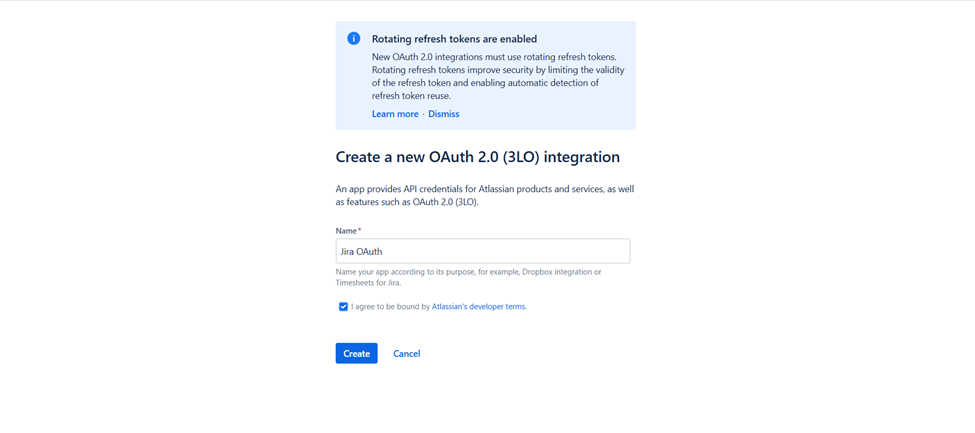 Rotating refresh tokens are enabled
New OAuth 2.0 integrations must use rotating refresh tokens.
Rotating refresh tokens improve security by limiting the validity
of the refresh token and enabling automatic detection of
refresh token reuse.
Learn more · Dismiss
Create a new OAuth 2.0 (3LO) integration
An app provides API credentials for Atlassian products and services, as well
as features such as OAuth 2.0 (3LO).
Name*
Jira OAuth
Name your app according to its purpose, for example, Dropbox integration or
Timesheets for Jira.
I agree to be bound by Atlassian's developer terms.
Create Cancel